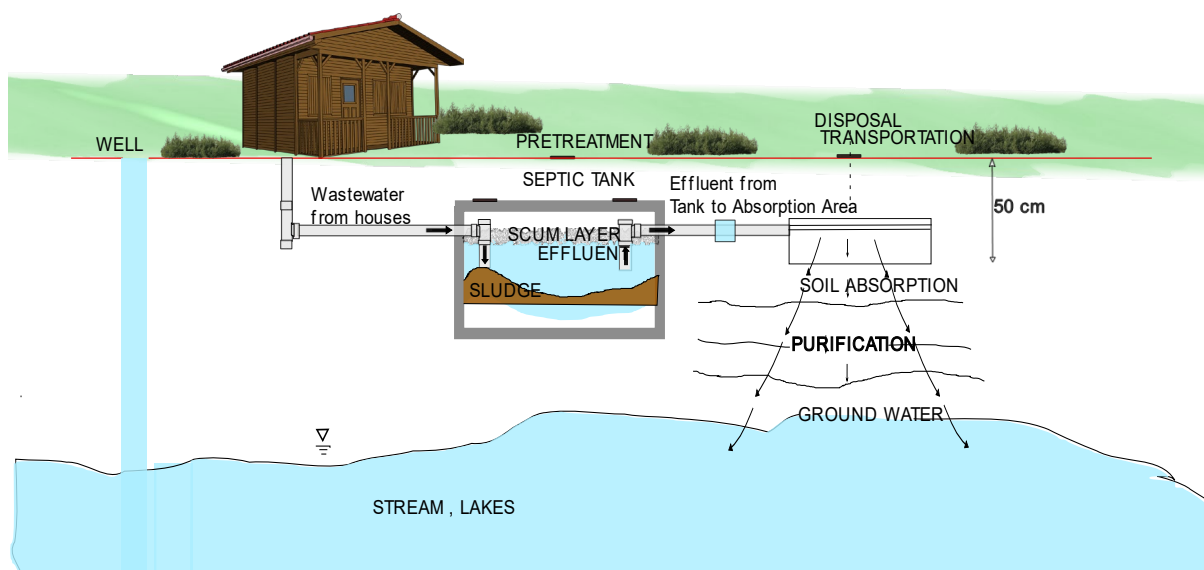 WELL
PRETREATMENT
DISPOSAL
TRANSPORTATION
SEPTIC TANK
Wastewater
from houses
Effluent from
Tank to Absorption Area
50 cm
SCUM LAYER
EFFLUEN
SLUDGE
SOIL ABSORPTION
PURIFICATION
GROUND WATER
STREAM , LAKES